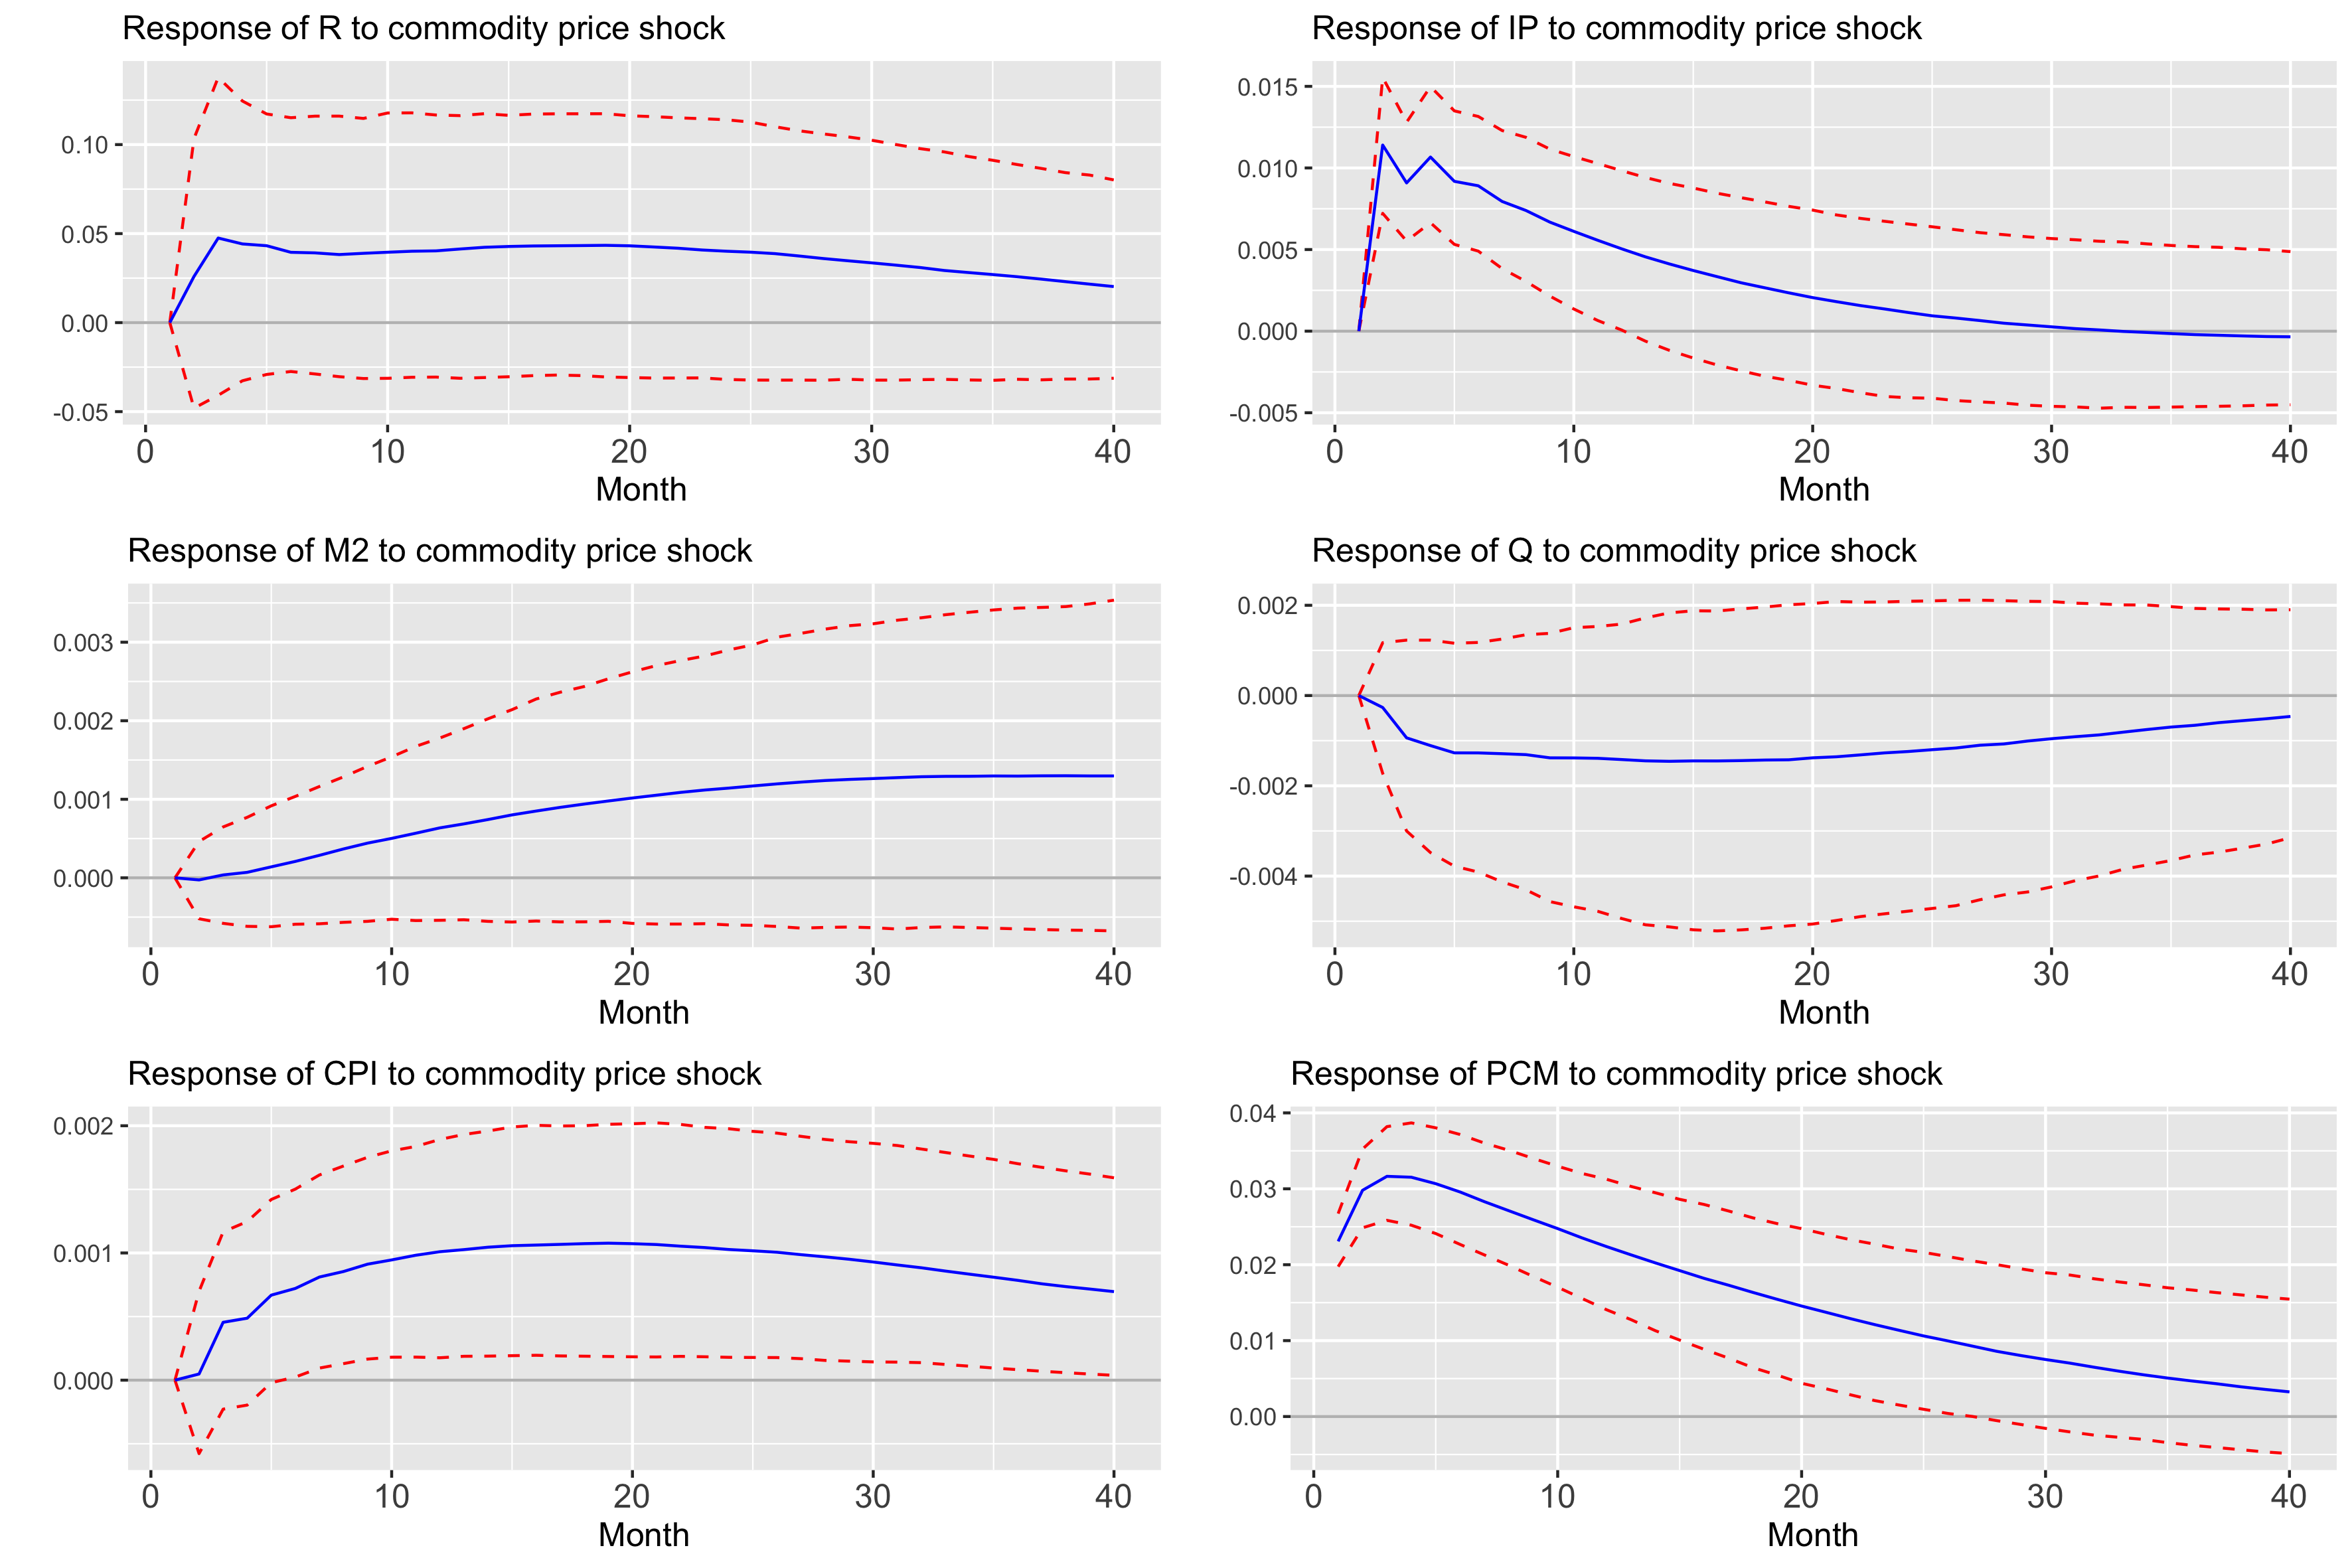 Response of R to commodity price shock
0.10
0.05
0.00
-0.05
0 10 20 30 40
Month
Response of IP to commodity price shock
0.015
0.010
0.005
0.000
-0.005
0 10 20 30 40
Month
Response of M2 to commodity price shock
0.003
0.002
0.001
0.000
0 10 20 30 40
Month
Response of Q to commodity price shock
0.002
0.000
-0.002
-0.004
0 10 20 30 40
Month
Response of CPI to commodity price shock
0.002
0.001
0.000
0 10 20 30 40
Month
Response of PCM to commodity price shock
0.04
0.03
0.02
0.01
0.00
0 10 20 30 40
Month